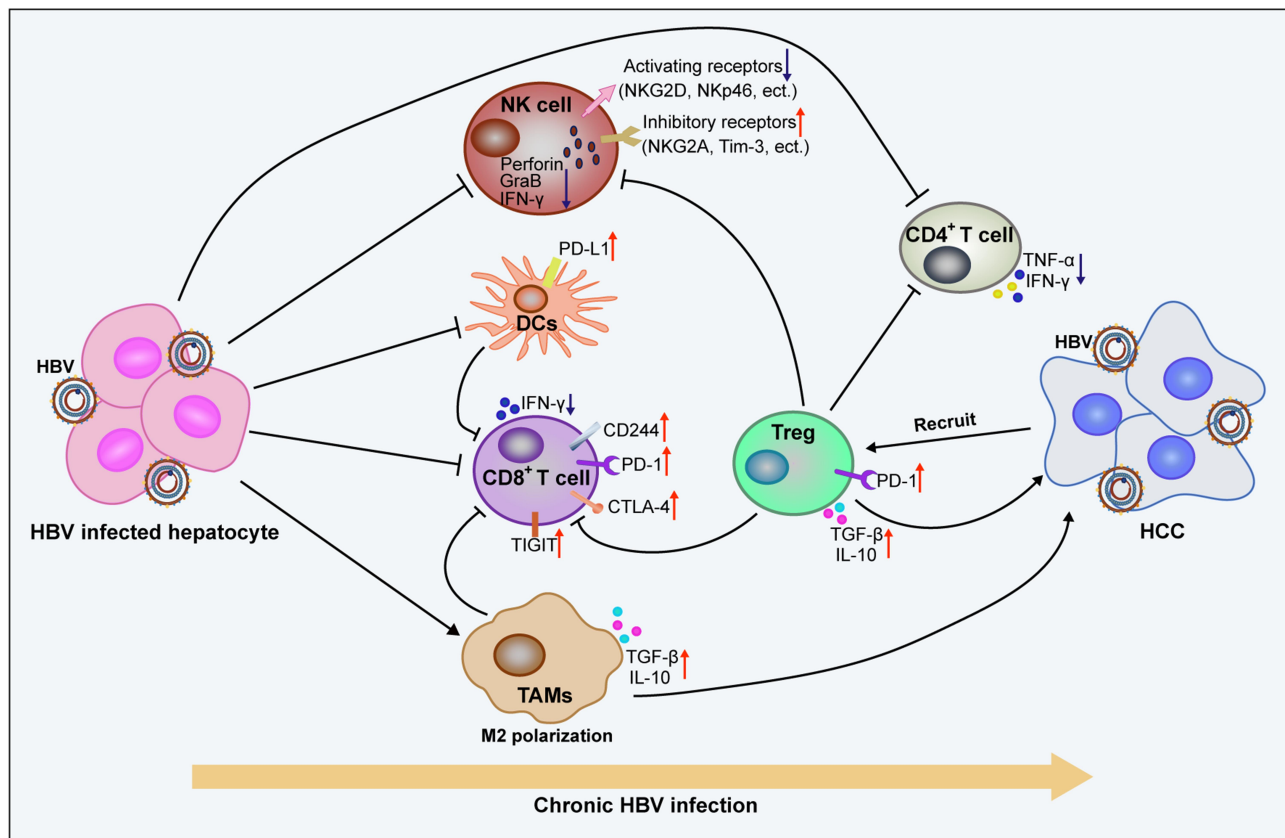 Activating receptors
(NKG2D, NKp46, ect.)
NK cell
Inhibitory receptors
(NKG2A, Tim-3, ect.)
Perforin
GraB
IFN-γ
CD4⁺ T cell
TNF-α
IFN-γ
PD-L1
DCs
HBV
HBV
IFN-γ
CD244
PD-1
CD8⁺ T cell
CTLA-4
TIGIT
Treg
Recruit
PD-1
TGF-β
IL-10
HBV infected hepatocyte
HCC
TGF-β
IL-10
TAMs
M2 polarization
Chronic HBV infection